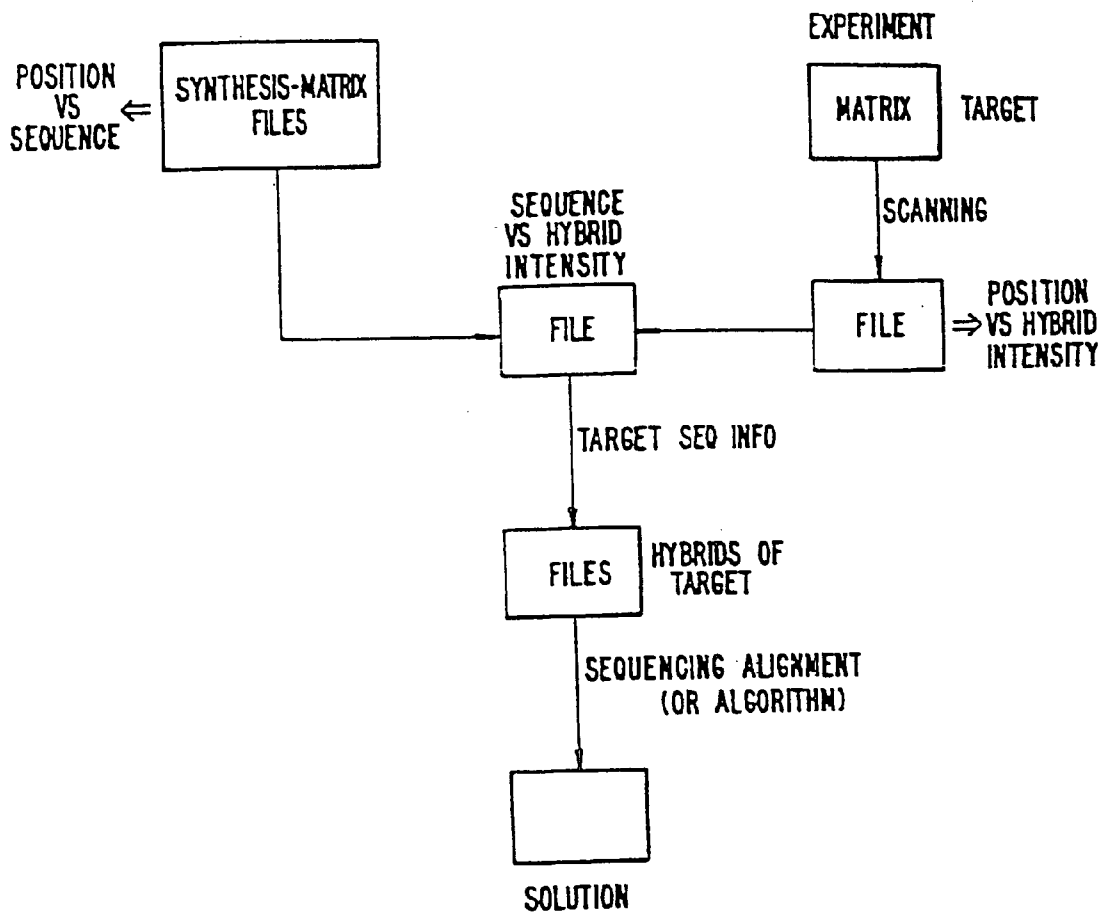 EXPERIMENT
POSITION
VS
SEQUENCE
SYNTHESIS-MATRIX
FILES
MATRIX
TARGET
SCANNING
SEQUENCE
VS HYBRID
INTENSITY
FILE
FILE
POSITION
VS HYBRID
INTENSITY
TARGET SEQ INFO
FILES
HYBRIDS OF
TARGET
SEQUENCING ALIGNMENT
(OR ALGORITHM)
SOLUTION